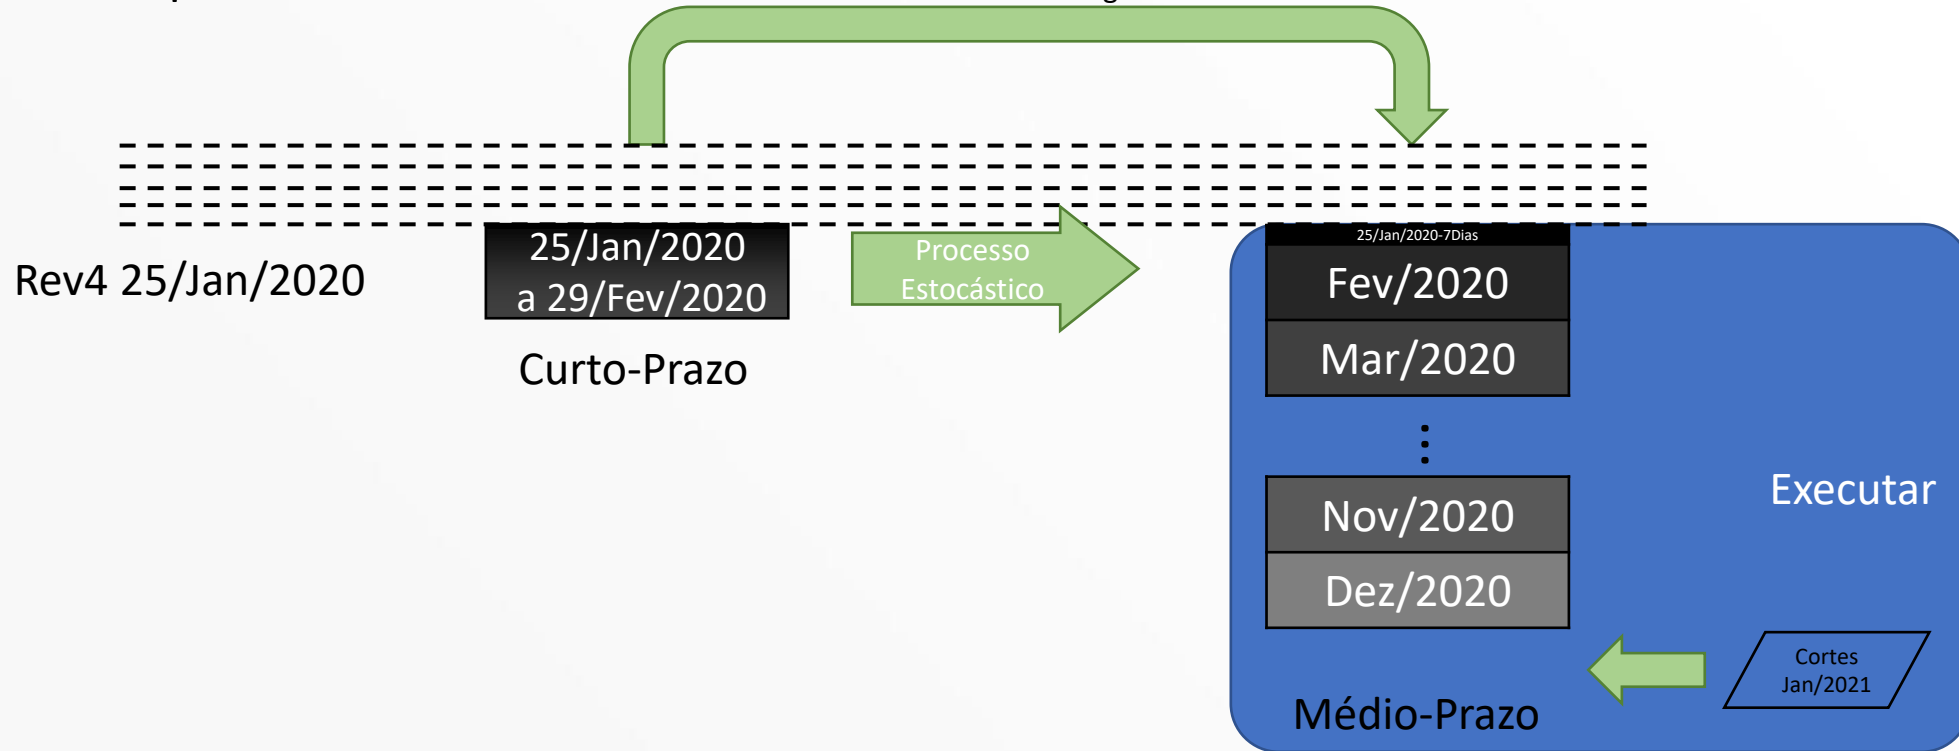 Rev4 25/Jan/2020
25/Jan/2020
a 29/Fev/2020
Curto-Prazo
Processo
Estocástico
25/Jan/2020-7Dias
Fev/2020
Mar/2020
⋮
Nov/2020
Dez/2020
Executar
Cortes
Jan/2021
Médio-Prazo